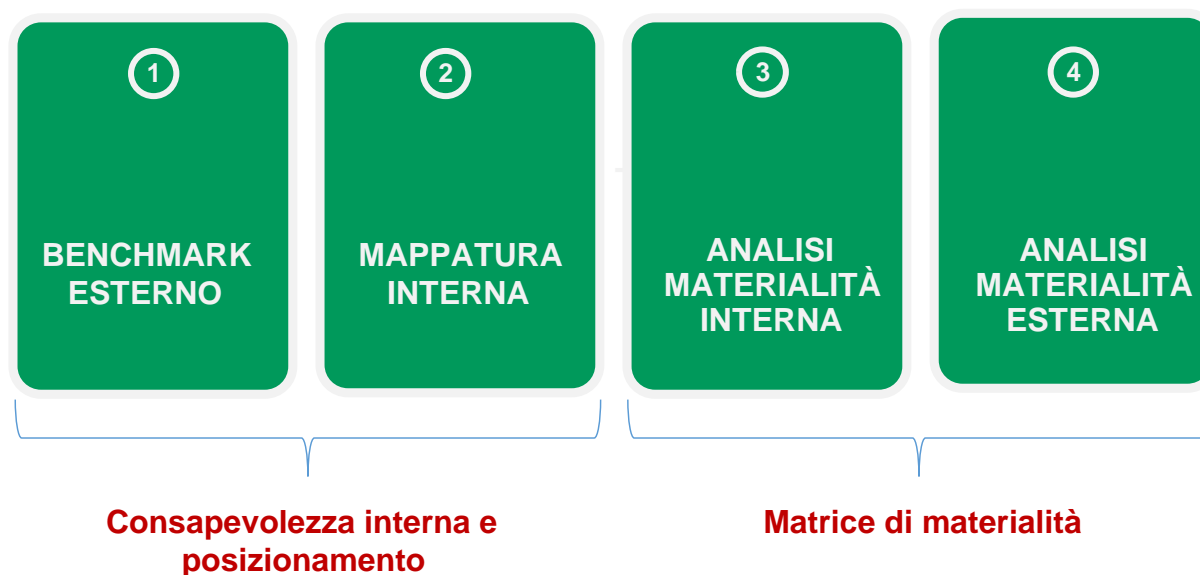 1
BENCHMARK
ESTERNO
2
MAPPATURA
INTERNA
3
ANALISI
MATERIALITÀ
INTERNA
4
ANALISI
MATERIALITÀ
ESTERNA
Consapevolezza interna e
posizionamento
Matrice di materialità